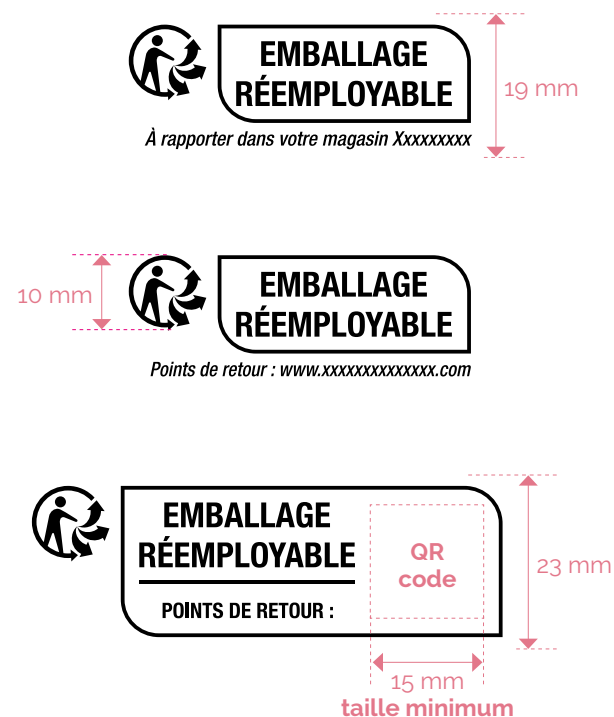 EMBALLAGE
RÉEMPLOYABLE
19 mm
À rapporter dans votre magasin Xxxxxxxxx
10 mm
EMBALLAGE
RÉEMPLOYABLE
Points de retour : www.xxxxxxxxxxxxxxx.com
EMBALLAGE
RÉEMPLOYABLE
POINTS DE RETOUR :
QR
code
23 mm
15 mm
taille minimum